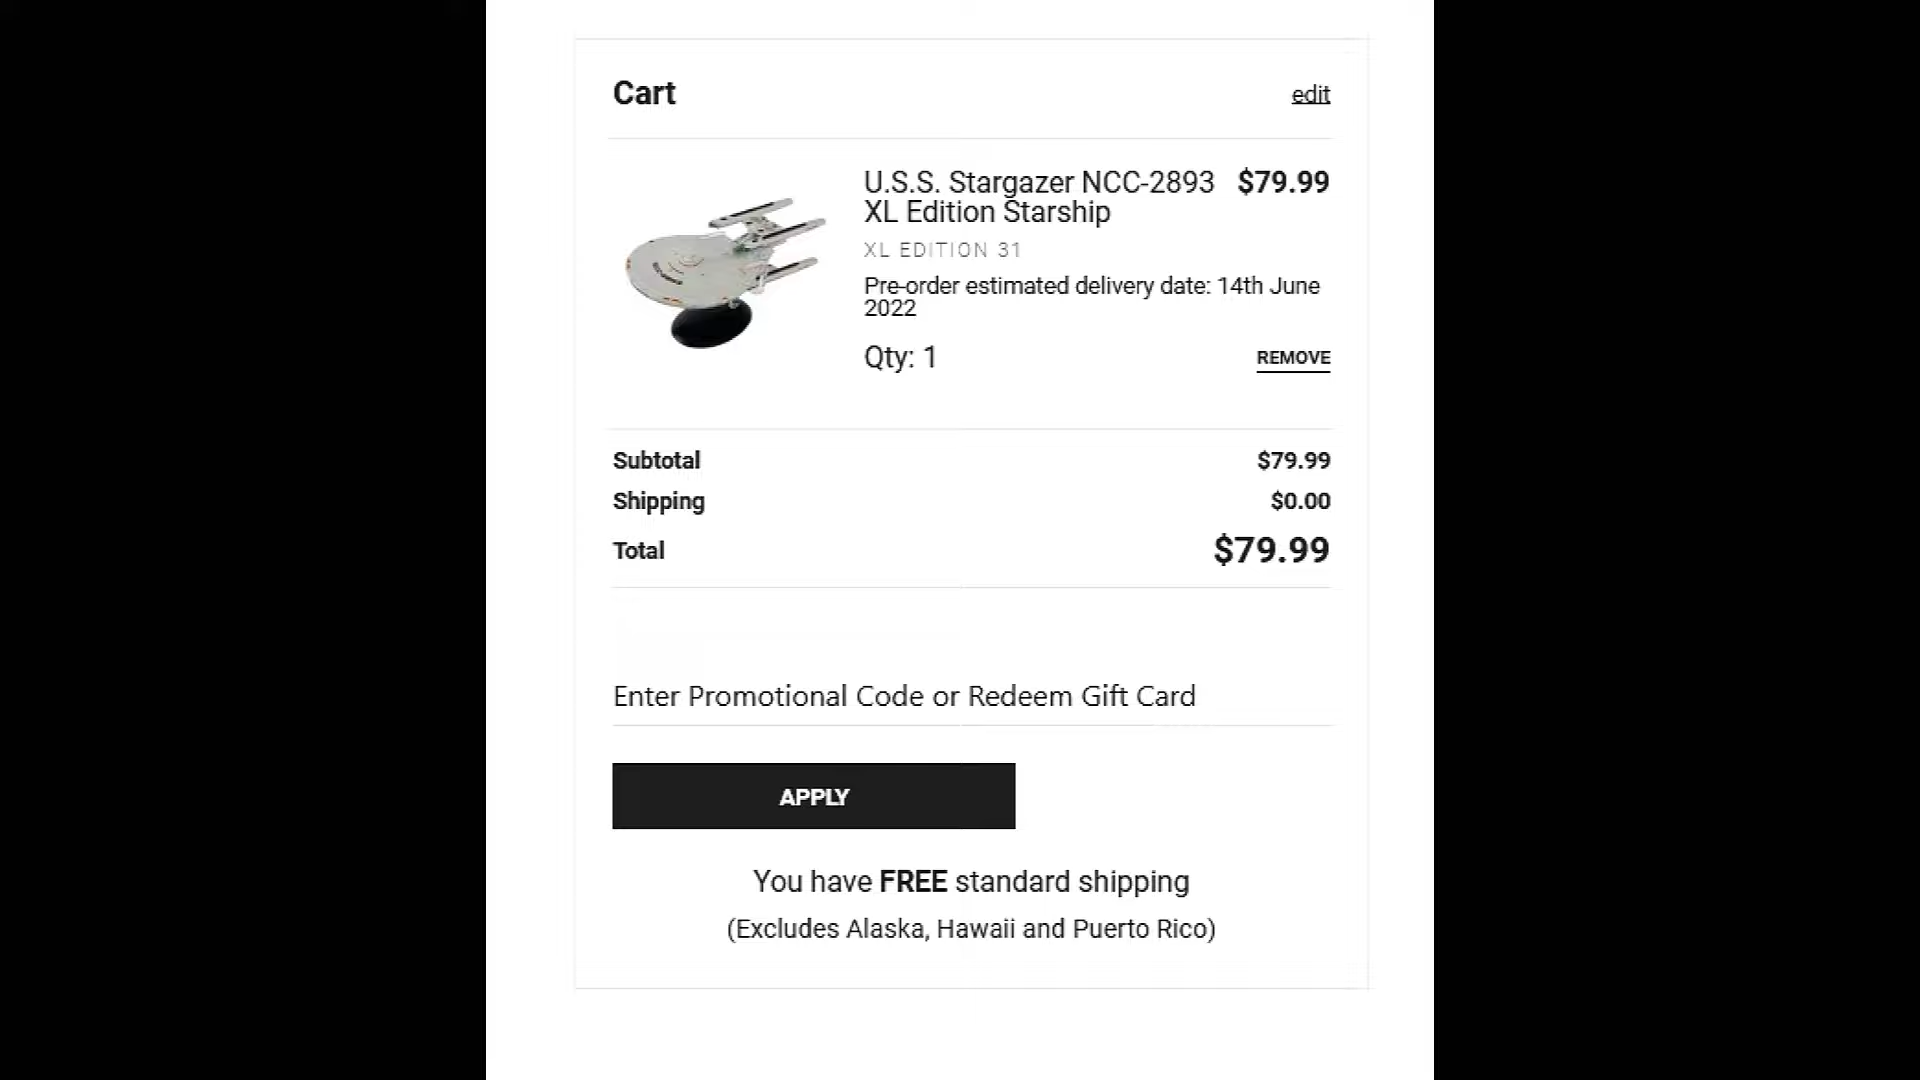 Cart
edit
U.S.S. Stargazer NCC-2893 $79.99
XL Edition Starship
XL EDITION 31
Pre-order estimated delivery date: 14th June
2022
Qty: 1
REMOVE
Subtotal $79.99
Shipping $0.00
Total $79.99
Enter Promotional Code or Redeem Gift Card
APPLY
You have FREE standard shipping
(Excludes Alaska, Hawaii and Puerto Rico)